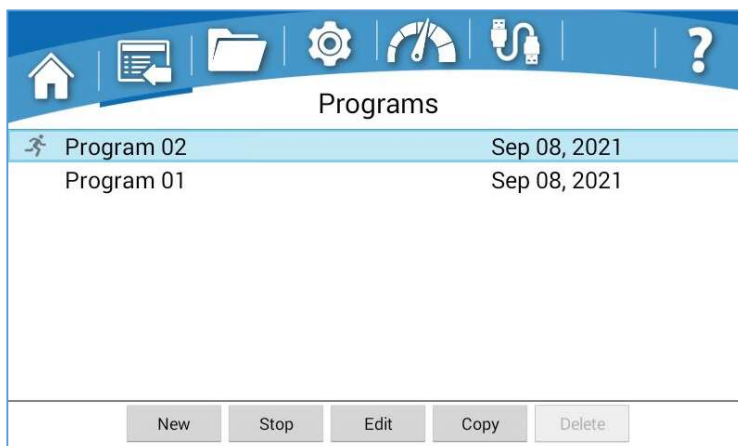 ?
Programs
Program 02 Sep 08, 2021
Program 01 Sep 08, 2021
New Stop Edit Copy Delete